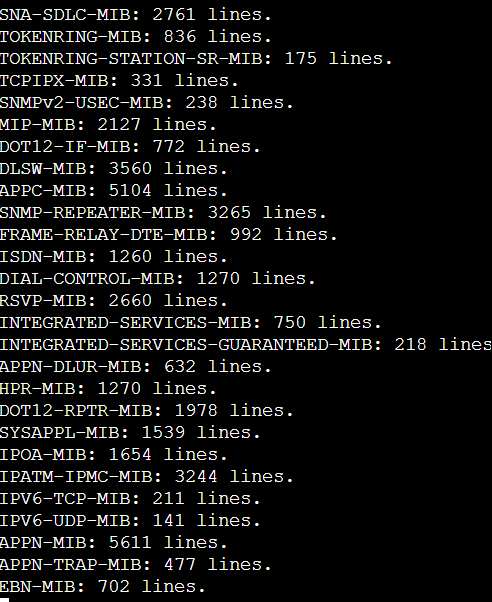 SNA-SDLC-MIB: 2761 lines.
TOKENRING-MIB: 836 lines.
TOKENRING-STATION-SR-MIB: 175 lines.
TCPIPX-MIB: 331 lines.
SNMPv2-USEC-MIB: 238 lines.
MIP-MIB: 2127 lines.
DOT12-IF-MIB: 772 lines.
DLSW-MIB: 3560 lines.
APPC-MIB: 5104 lines.
SNMP-REPEATER-MIB: 3265 lines.
FRAME-RELAY-DTE-MIB: 992 lines.
ISDN-MIB: 1260 lines.
DIAL-CONTROL-MIB: 1270 lines.
RSVP-MIB: 2660 lines.
INTEGRATED-SERVICES-MIB: 750 lines.
INTEGRATED-SERVICES-GUARANTEED-MIB: 218 lines
APPN-DLUR-MIB: 632 lines.
HPR-MIB: 1270 lines.
DOT12-RPTR-MIB: 1978 lines.
SYSAPPL-MIB: 1539 lines.
IPOA-MIB: 1654 lines.
IPATM-IPMC-MIB: 3244 lines.
IPV6-TCP-MIB: 211 lines.
IPV6-UDP-MIB: 141 lines.
APPN-MIB: 5611 lines.
APPN-TRAP-MIB: 477 lines.
EBN-MIB: 702 lines.